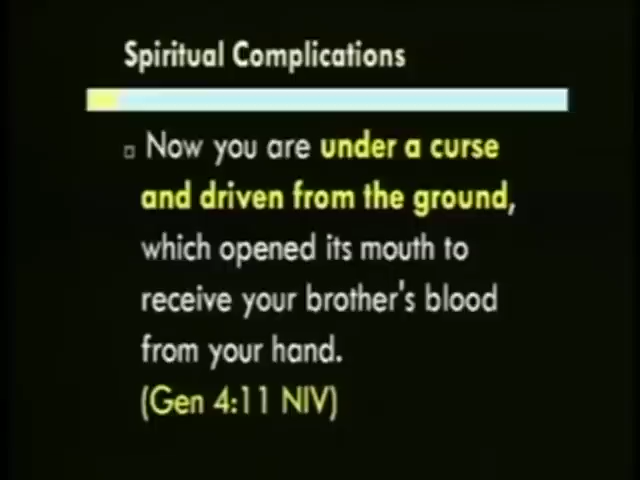 Spiritual Complications
Now you are under a curse
and driven from the ground,
which opened its mouth to
receive your brother's blood
from your hand.
(Gen 4:11 NIV)